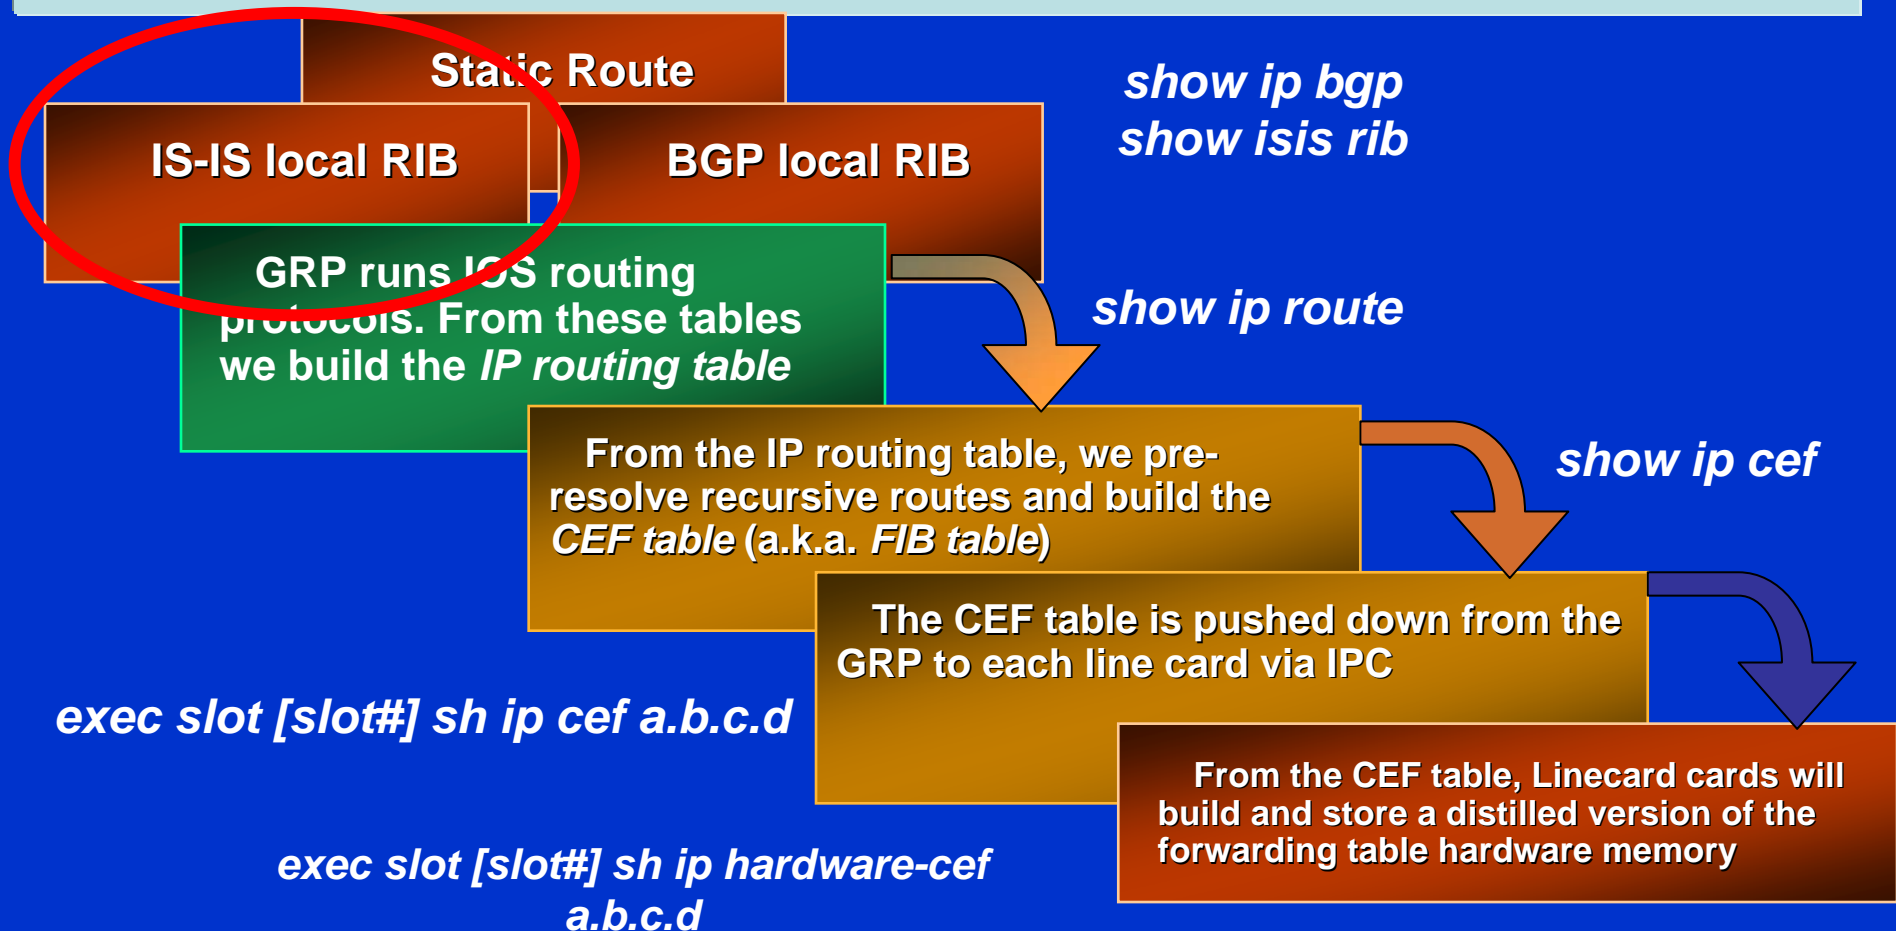 Static Route
IS-IS local RIB
BGP local RIB
show ip bgp
show isis rib
GRP runs IOS routing
protocols. From these tables
we build the IP routing table
show ip route
From the IP routing table, we pre-
resolve recursive routes and build the
CEF table (a.k.a. FIB table)
show ip cef
The CEF table is pushed down from the
GRP to each line card via IPC
exec slot [slot#] sh ip cef a.b.c.d
From the CEF table, Linecard cards will
build and store a distilled version of the
forwarding table hardware memory
exec slot [slot#] sh ip hardware-cef
a.b.c.d